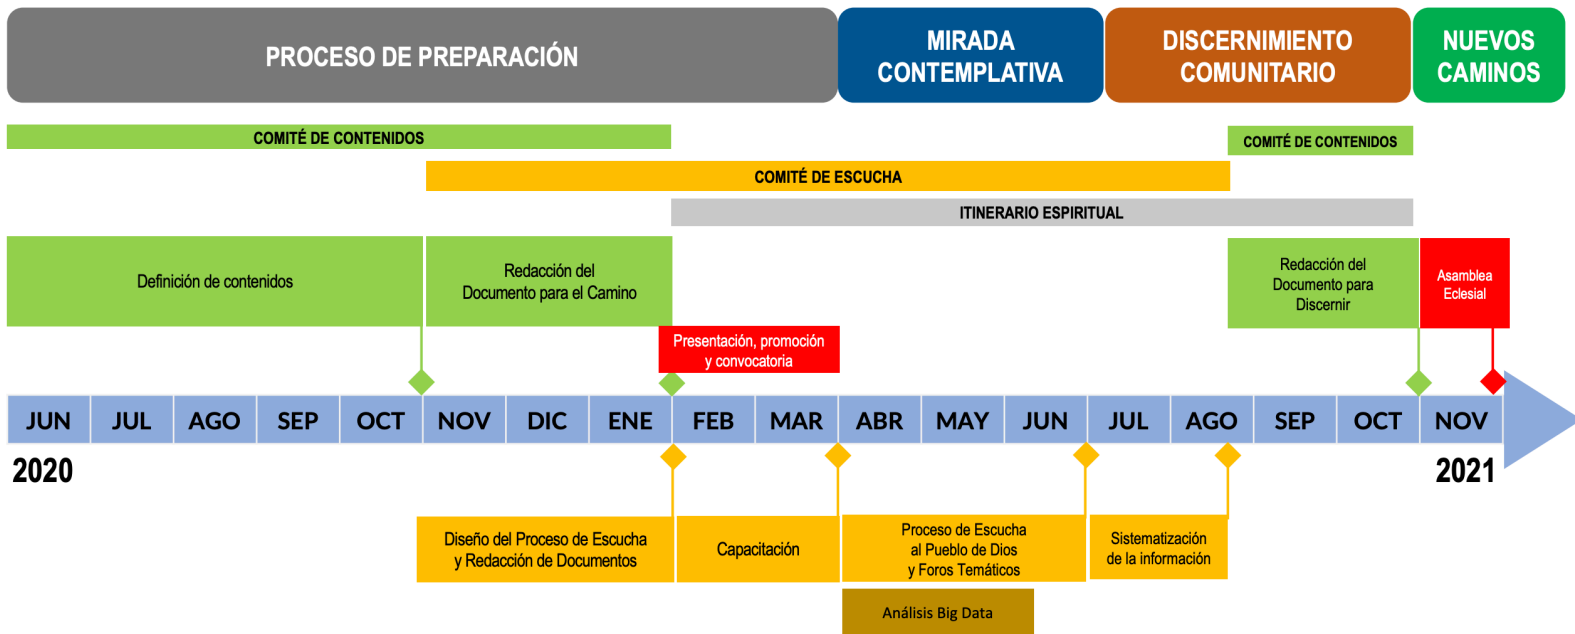 PROCESO DE PREPARACIÓN
MIRADA
CONTEMPLATIVA
DISCERNIMIENTO
COMUNITARIO
NUEVOS
CAMINOS
COMITÉ DE CONTENIDOS
COMITÉ DE CONTENIDOS
COMITÉ DE ESCUCHA
ITINERARIO ESPIRITUAL
Definición de contenidos
Redacción del
Documento para el Camino
Presentación, promoción
y convocatoria
Redacción del
Documento para
Discernir
Asamblea
Eclesial
JUN JUL AGO SEP OCT NOV DIC ENE FEB MAR ABR MAY JUN JUL AGO SEP OCT NOV
2020
2021
Diseño del Proceso de Escucha
y Redacción de Documentos
Capacitación
Proceso de Escucha
al Pueblo de Dios
y Foros Temáticos
Sistematización
de la información
Análisis Big Data